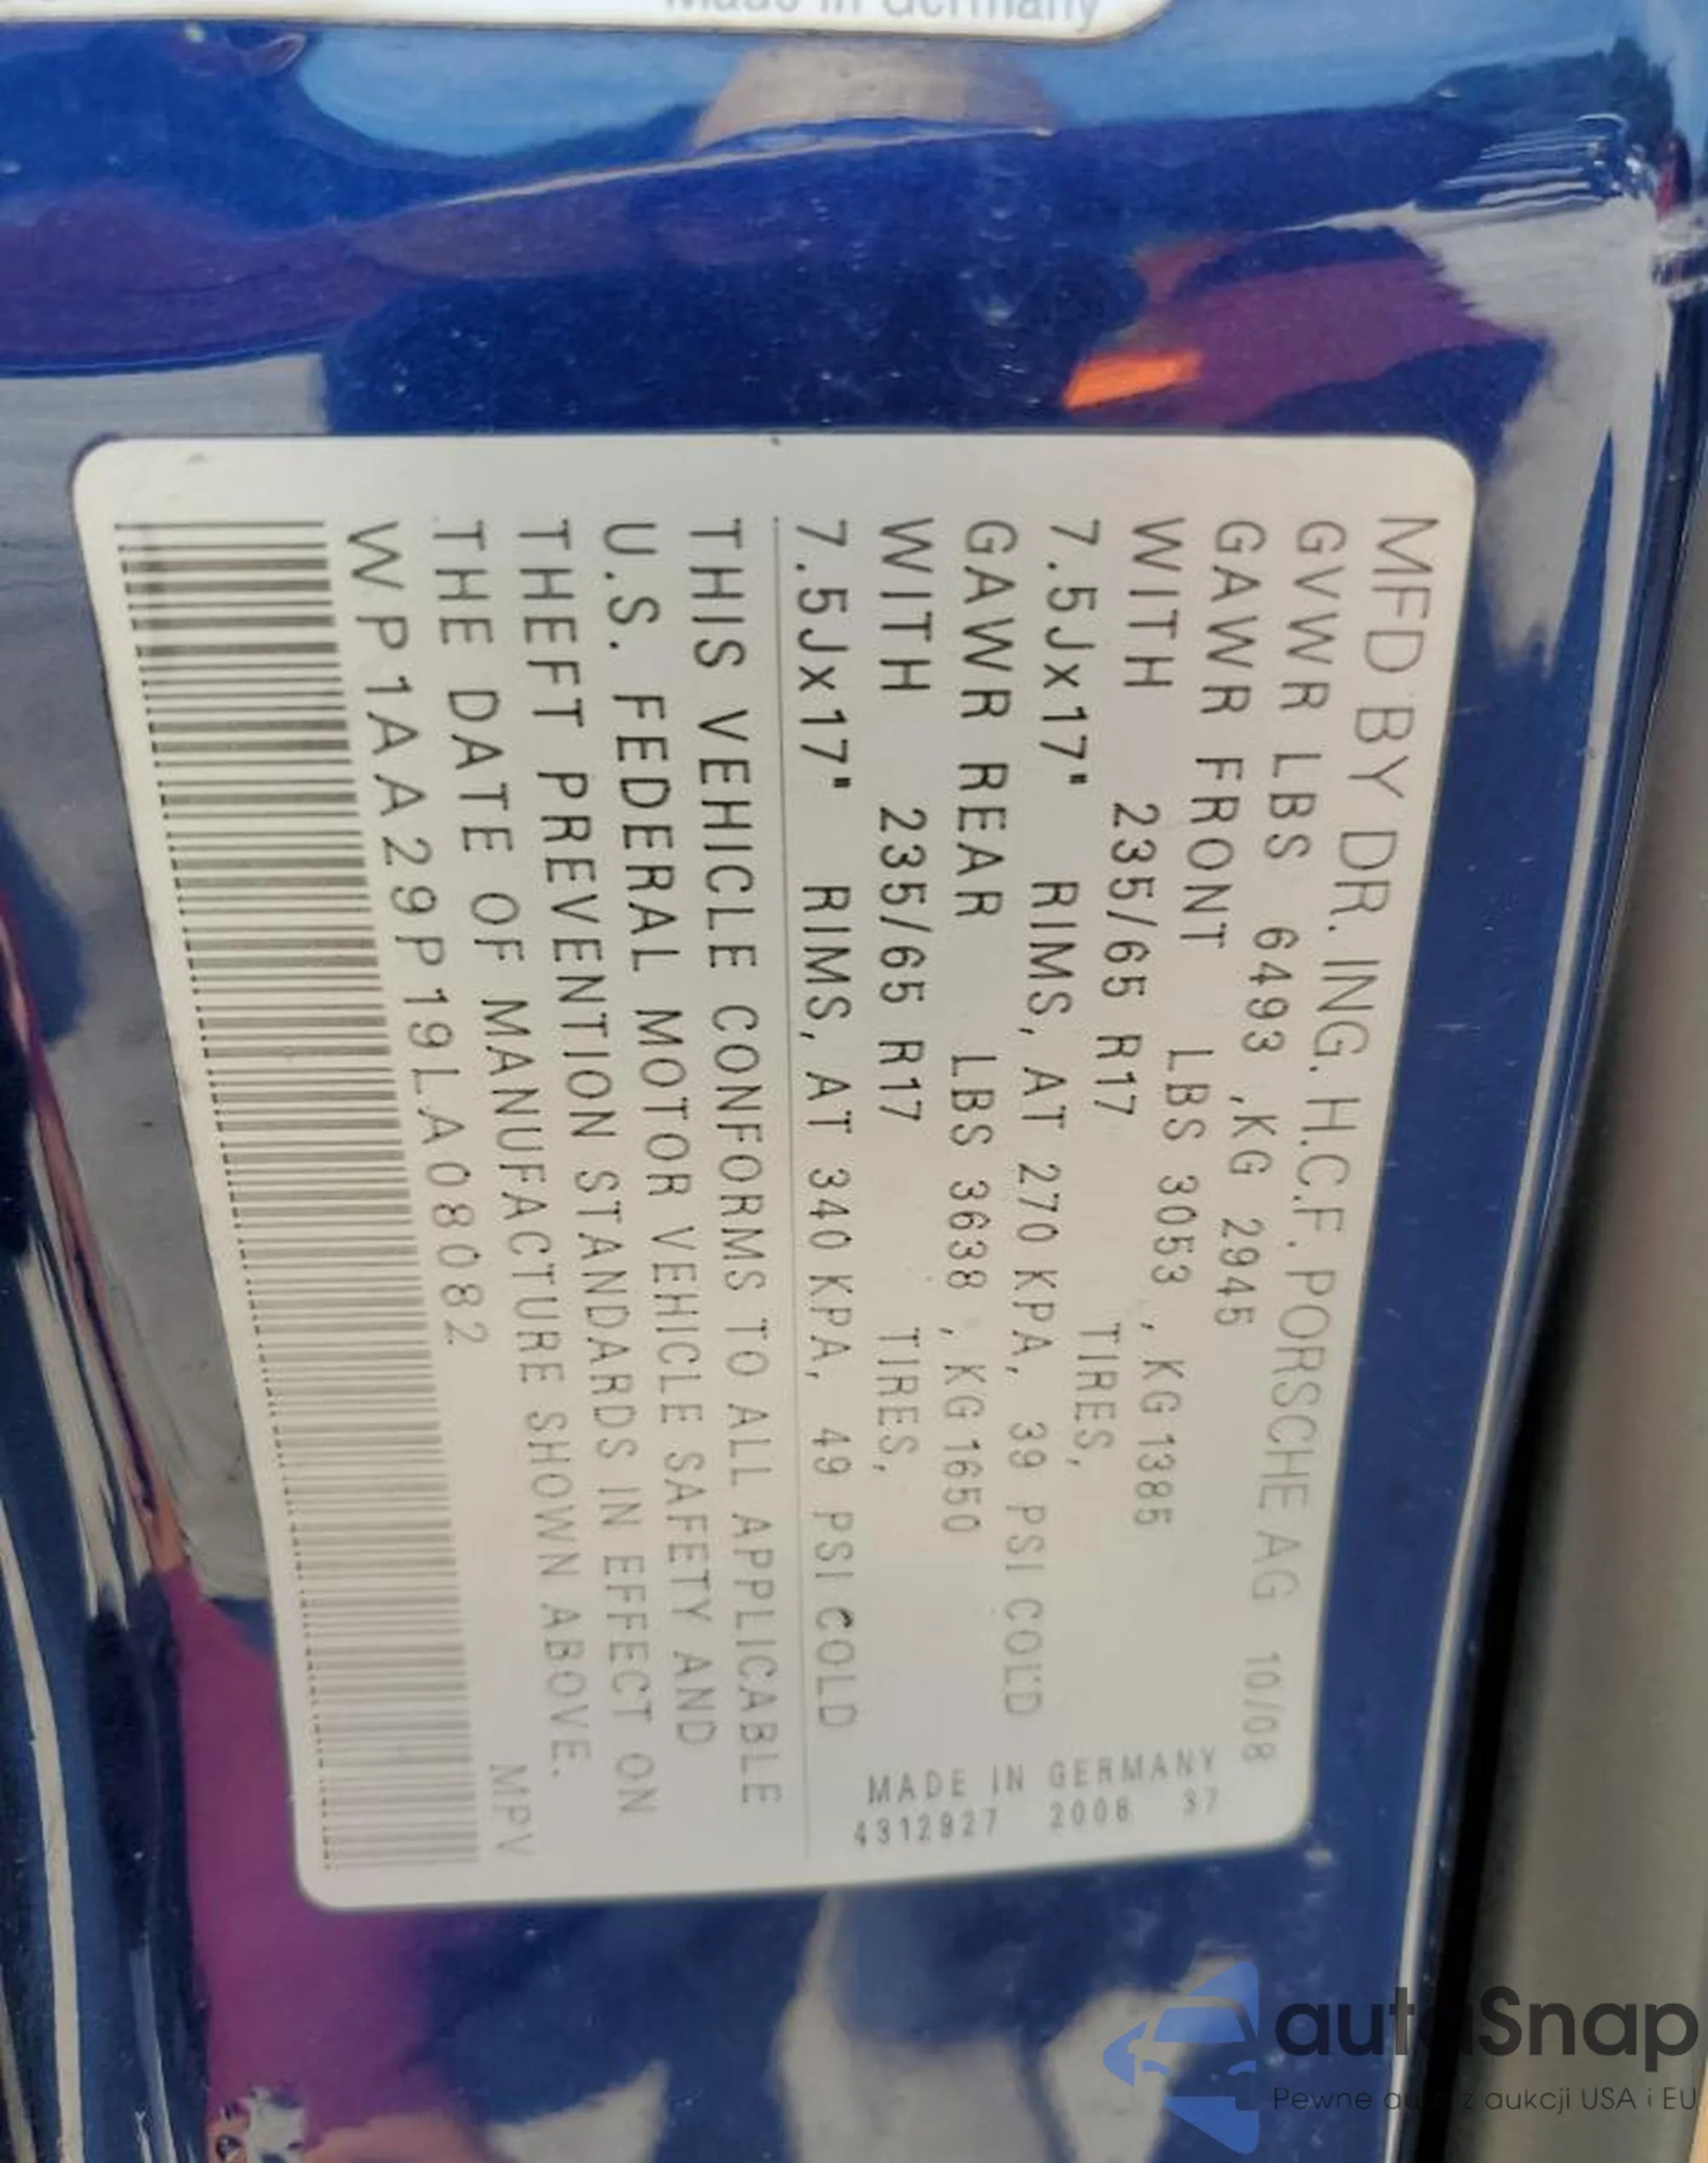 Made in Germany
MFD BY DR. ING. H.C.F. PORSCHE AG 10/08
GVWR LBS 6493 ,KG 2945
GAWR FRONT LBS 3053 ,KG 1385
WITH 235/65 R17 TIRES,
7.5Jx17" RIMS, AT 270 KPA, 39 PSI COLD
GAWR REAR LBS 3638 ,KG 1650
WITH 235/65 R17 TIRES,
7.5Jx17" RIMS, AT 340 KPA, 49 PSI COLD
MADE IN GERMANY
4312927 2008 37
THIS VEHICLE CONFORMS TO ALL APPLICABLE
U.S. FEDERAL MOTOR VEHICLE SAFETY AND
THEFT PREVENTION STANDARDS IN EFFECT ON
THE DATE OF MANUFACTURE SHOWN ABOVE.
WP1AA29P19LA08082 MPV
autoSnap
Pewne auta z aukcji USA i EU